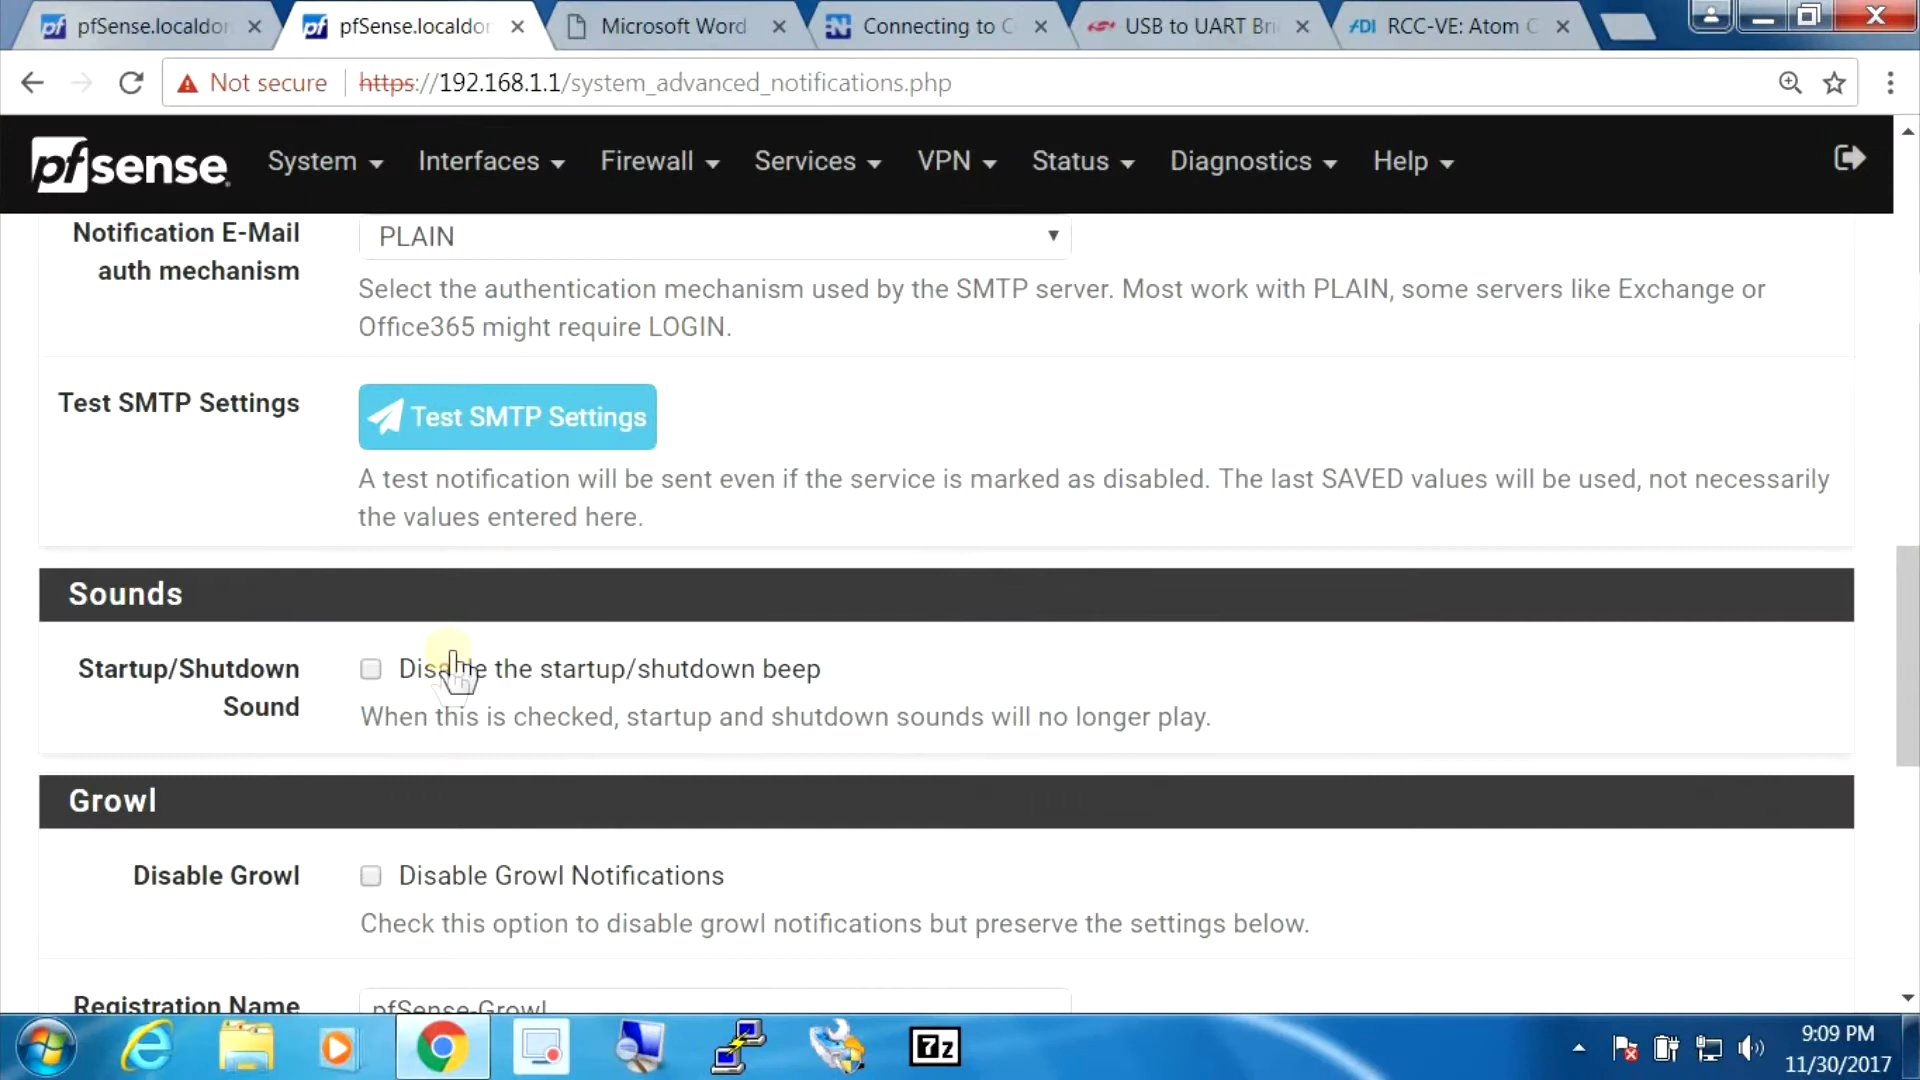 pfSense.localdor
pfSense.localdor
Microsoft Word
Connecting to C
USB to UART Bri
RCC-VE: Atom C
Not secure
https://192.168.1.1/system_advanced_notifications.php
pfsense
System
Interfaces
Firewall
Services
VPN
Status
Diagnostics
Help
Notification E-Mail
auth mechanism
PLAIN
Select the authentication mechanism used by the SMTP server. Most work with PLAIN, some servers like Exchange or
Office365 might require LOGIN.
Test SMTP Settings
Test SMTP Settings
A test notification will be sent even if the service is marked as disabled. The last SAVED values will be used, not necessarily
the values entered here.
Sounds
Startup/Shutdown
Sound
Disable the startup/shutdown beep
When this is checked, startup and shutdown sounds will no longer play.
Growl
Disable Growl
Disable Growl Notifications
Check this option to disable growl notifications but preserve the settings below.
Registration Name
pfSense-Growl
7z
9:09 PM
11/30/2017